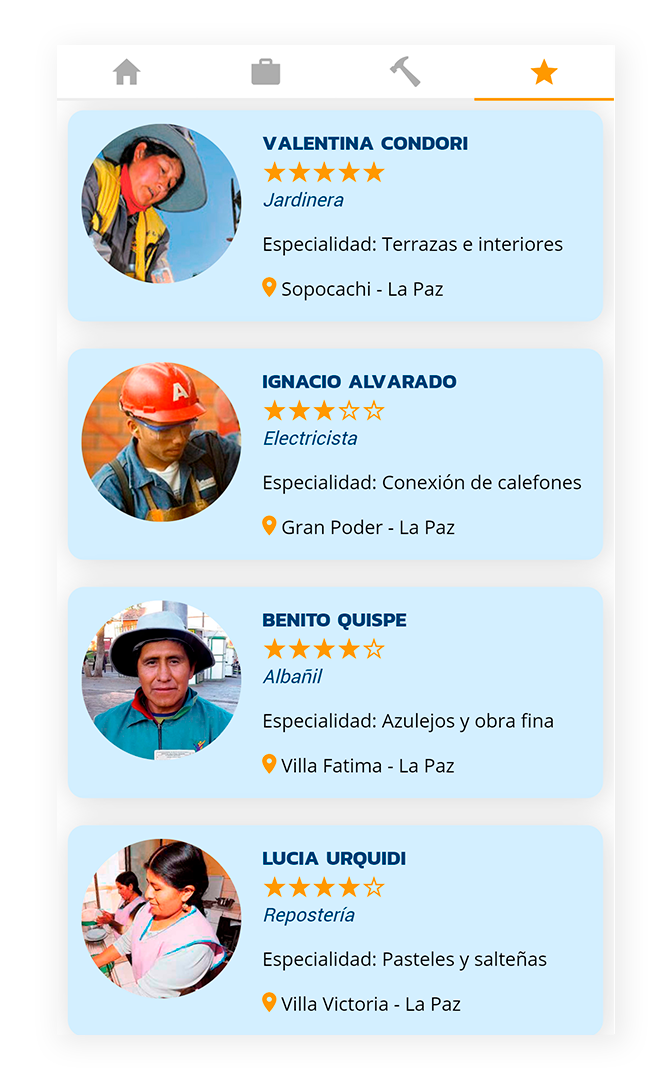 VALENTINA CONDORI
Jardinera
Especialidad: Terrazas e interiores
Sopocachi - La Paz
A
IGNACIO ALVARADO
Electricista
Especialidad: Conexión de calefones
Gran Poder - La Paz
BENITO QUISPE
Albañil
Especialidad: Azulejos y obra fina
Villa Fatima - La Paz
LUCIA URQUIDI
Repostería
Especialidad: Pasteles y salteñas
Villa Victoria - La Paz